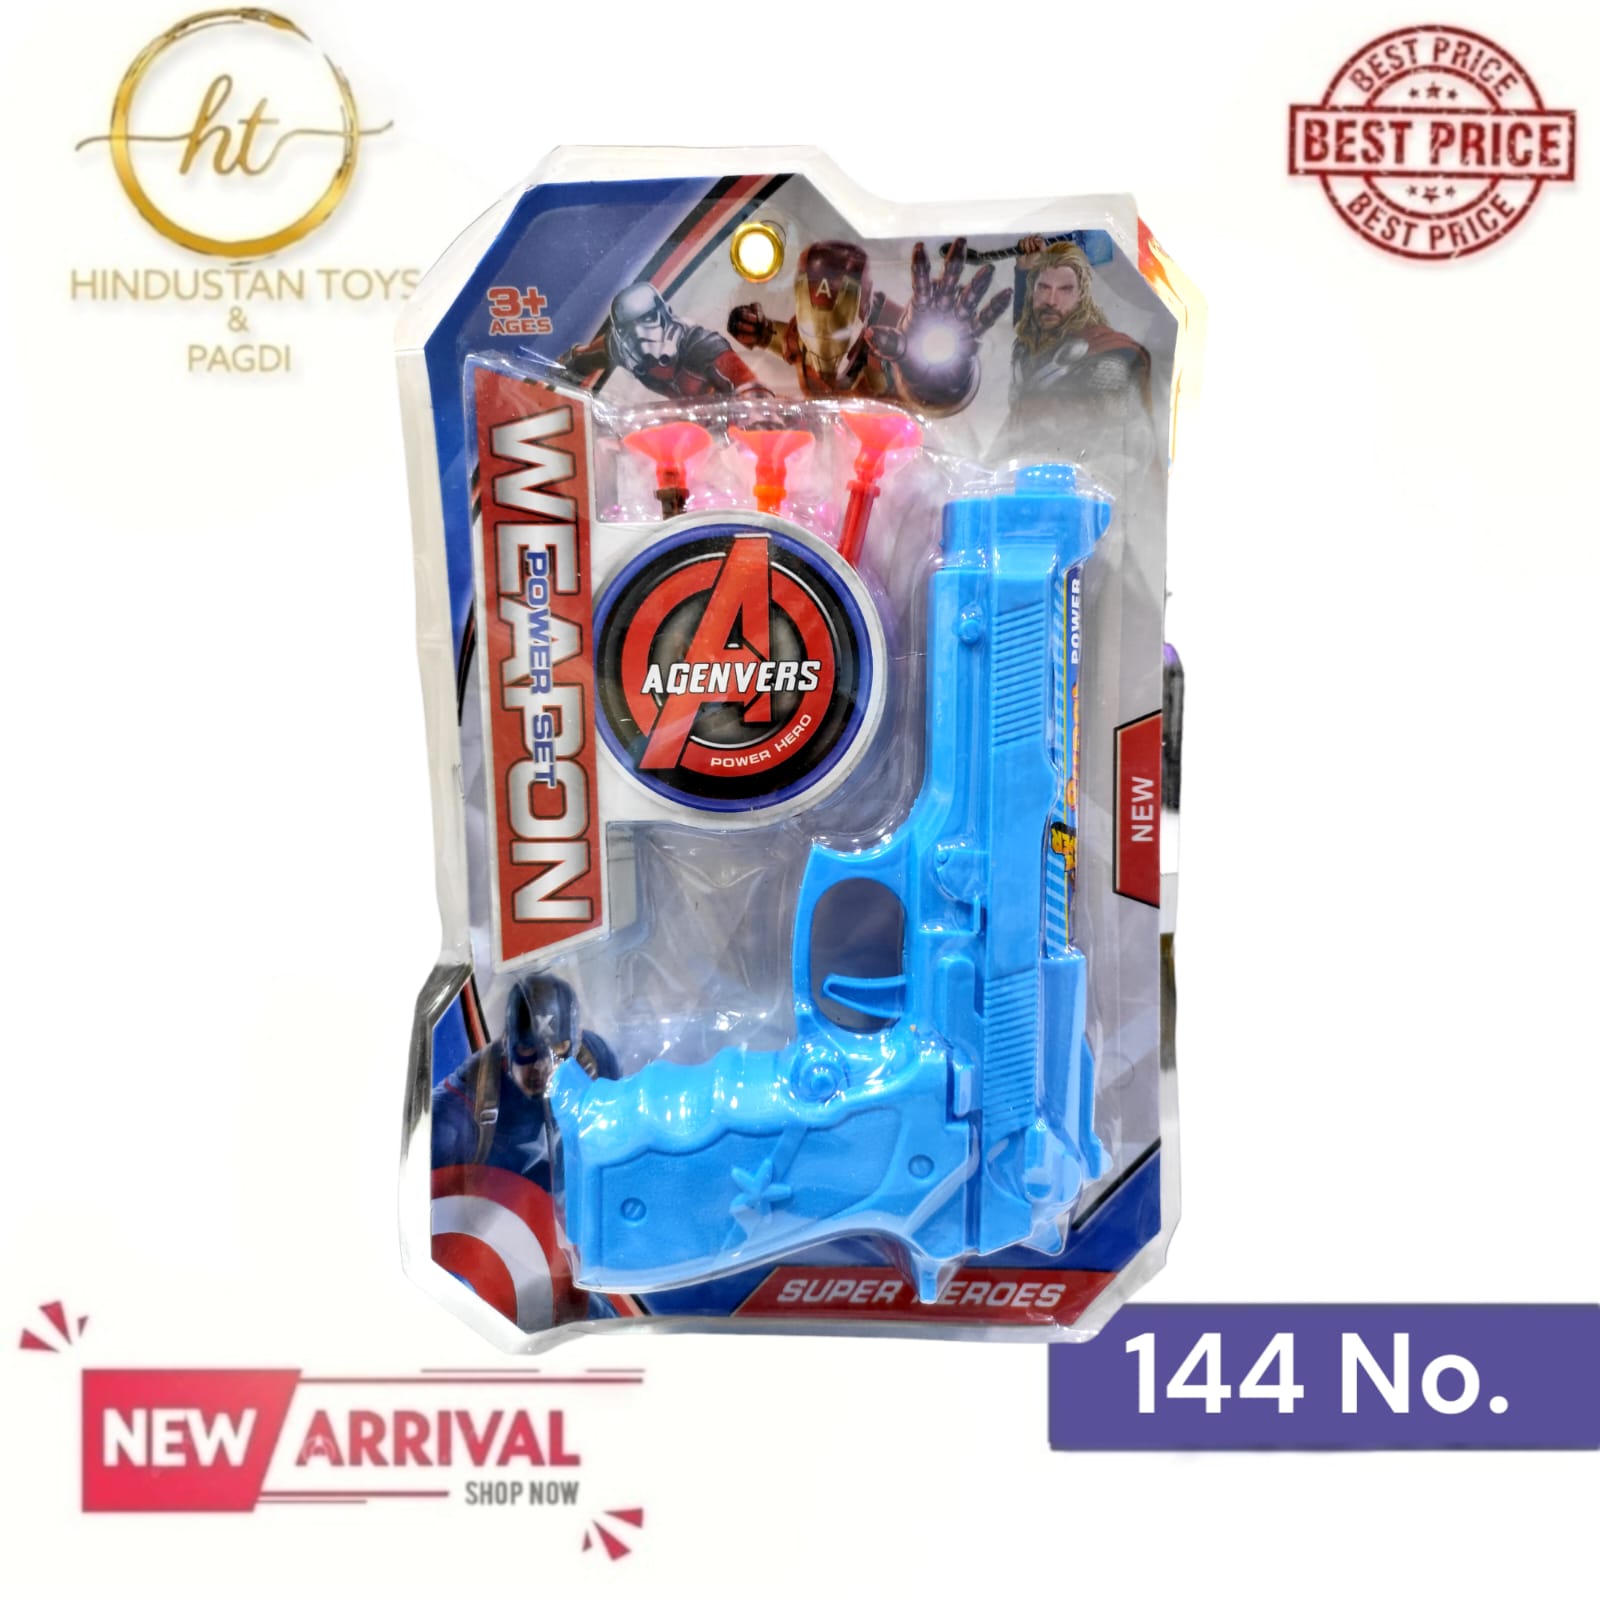 ht
HINDUSTAN TOYS
&
PAGDI
BEST PRICE
BEST PRICE
BEST PRICE
3+
AGES
WEAPON
POWER SET
A
AGENVERS
POWER HERO
POWER
NEW
SUPER HEROES
144 No.
NEW ARRIVAL
SHOP NOW